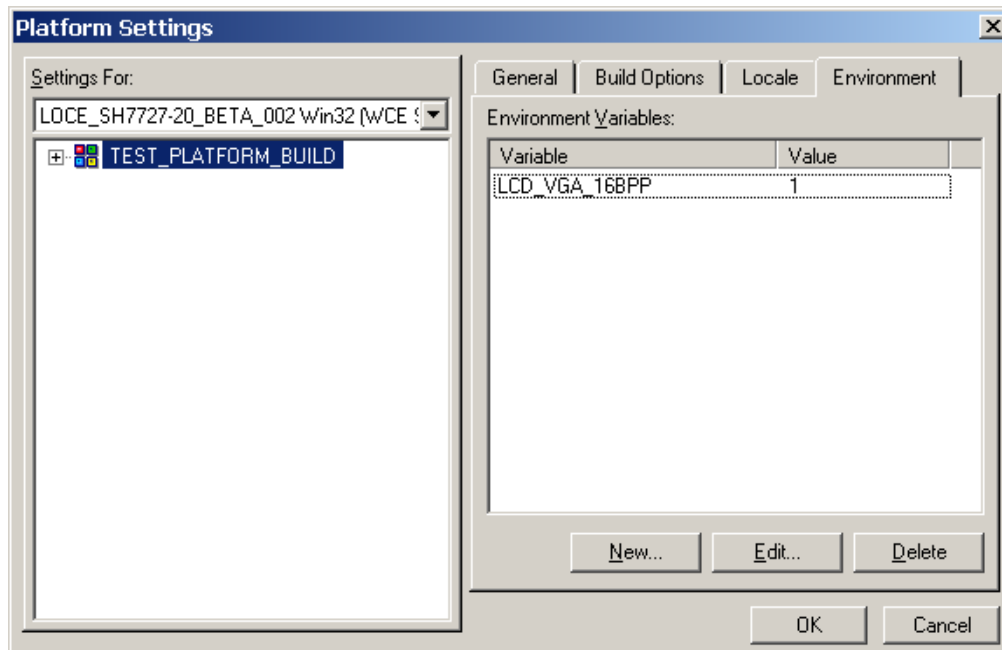 Platform Settings
Settings For:
LOCE_SH7727-20_BETA_002 Win32 (WCE
TEST_PLATFORM_BUILD
General Build Options Locale Environment
Environment Variables:
Variable Value
LCD_VGA_16BPP 1
New... Edit... Delete
OK Cancel